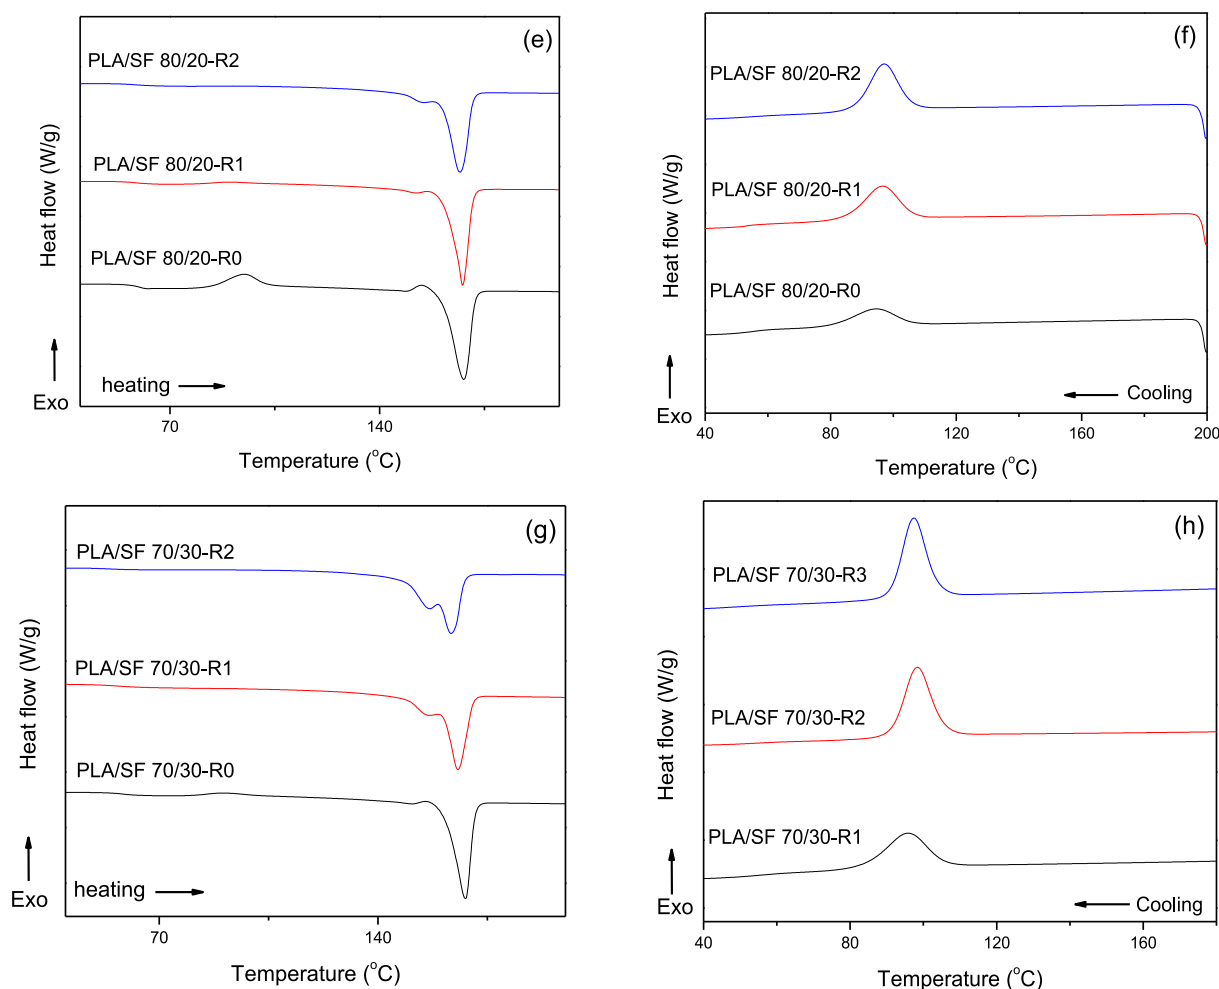 (e)
PLA/SF 80/20-R2
PLA/SF 80/20-R1
PLA/SF 80/20-R0
Heat flow (W/g)
Exo
heating
70
140
Temperature (°C)
(f)
PLA/SF 80/20-R2
PLA/SF 80/20-R1
PLA/SF 80/20-R0
Heat flow (W/g)
Exo
Cooling
40
80
120
160
200
Temperature (°C)
(g)
PLA/SF 70/30-R2
PLA/SF 70/30-R1
PLA/SF 70/30-R0
Heat flow (W/g)
Exo
heating
70
140
Temperature (°C)
(h)
PLA/SF 70/30-R3
PLA/SF 70/30-R2
PLA/SF 70/30-R1
Heat flow (W/g)
Exo
Cooling
40
80
120
160
Temperature (°C)